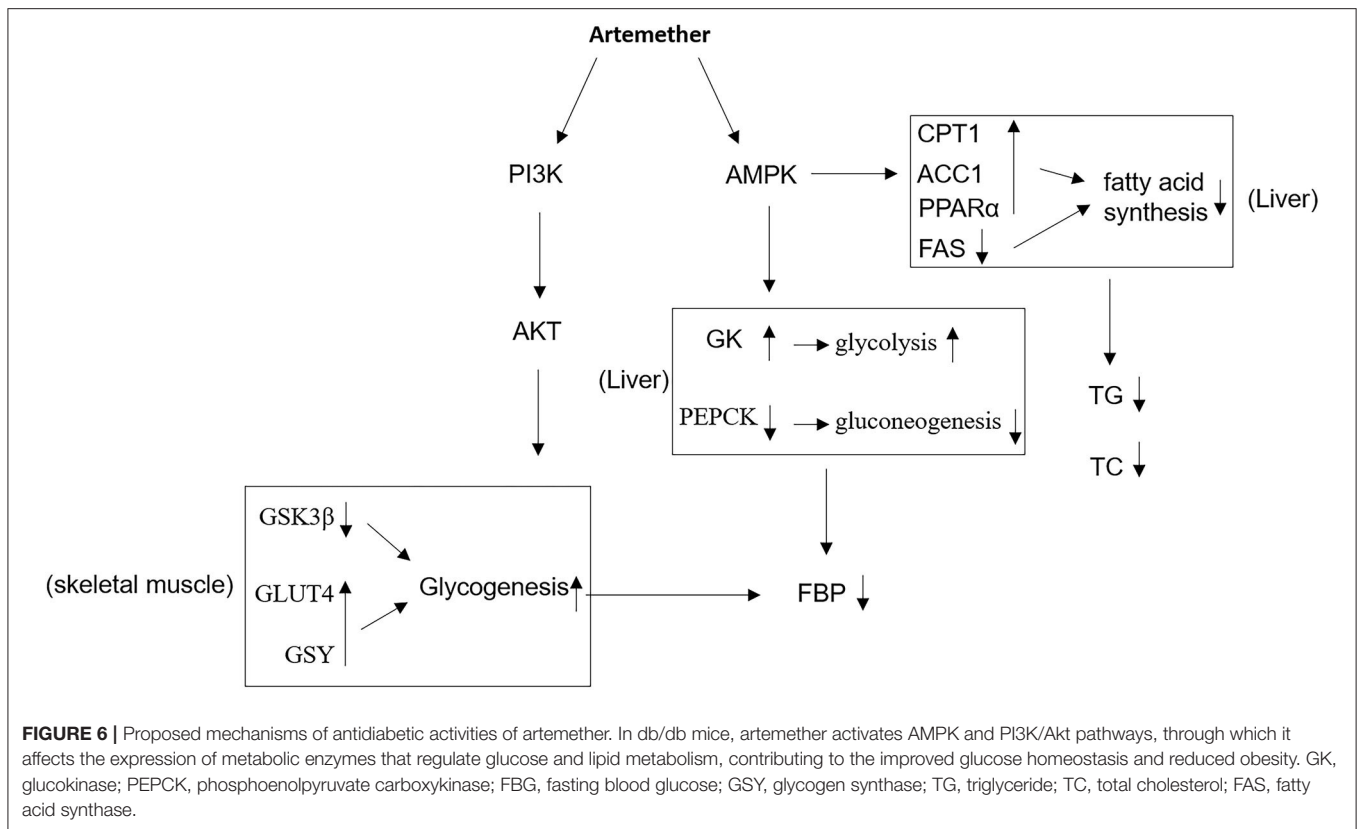 Artemether
PI3K
AMPK
CPT1
ACC1
PPARα
FAS
fatty acid
synthesis
(Liver)
AKT
(Liver)
GK
glycolysis
PEPCK
gluconeogenesis
TG
TC
(skeletal muscle)
GSK3β
GLUT4
GSY
Glycogenesis
FBP
FIGURE 6 | Proposed mechanisms of antidiabetic activities of artemether. In db/db mice, artemether activates AMPK and PI3K/Akt pathways, through which it
affects the expression of metabolic enzymes that regulate glucose and lipid metabolism, contributing to the improved glucose homeostasis and reduced obesity. GK,
glucokinase; PEPCK, phosphoenolpyruvate carboxykinase; FBG, fasting blood glucose; GSY, glycogen synthase; TG, triglyceride; TC, total cholesterol; FAS, fatty
acid synthase.